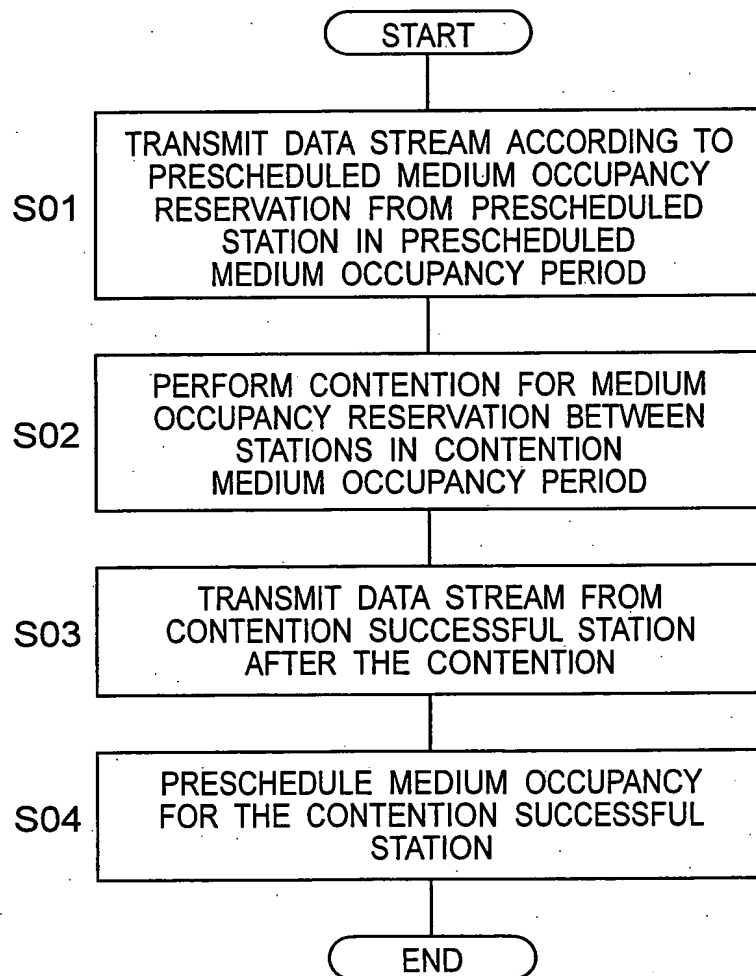 START
S01
TRANSMIT DATA STREAM ACCORDING TO
PRESCHEDULED MEDIUM OCCUPANCY
RESERVATION FROM PRESCHEDULED
STATION IN PRESCHEDULED
MEDIUM OCCUPANCY PERIOD
S02
PERFORM CONTENTION FOR MEDIUM
OCCUPANCY RESERVATION BETWEEN
STATIONS IN CONTENTION
MEDIUM OCCUPANCY PERIOD
S03
TRANSMIT DATA STREAM FROM
CONTENTION SUCCESSFUL STATION
AFTER THE CONTENTION
S04
PRESCHEDULE MEDIUM OCCUPANCY
FOR THE CONTENTION SUCCESSFUL
STATION
END